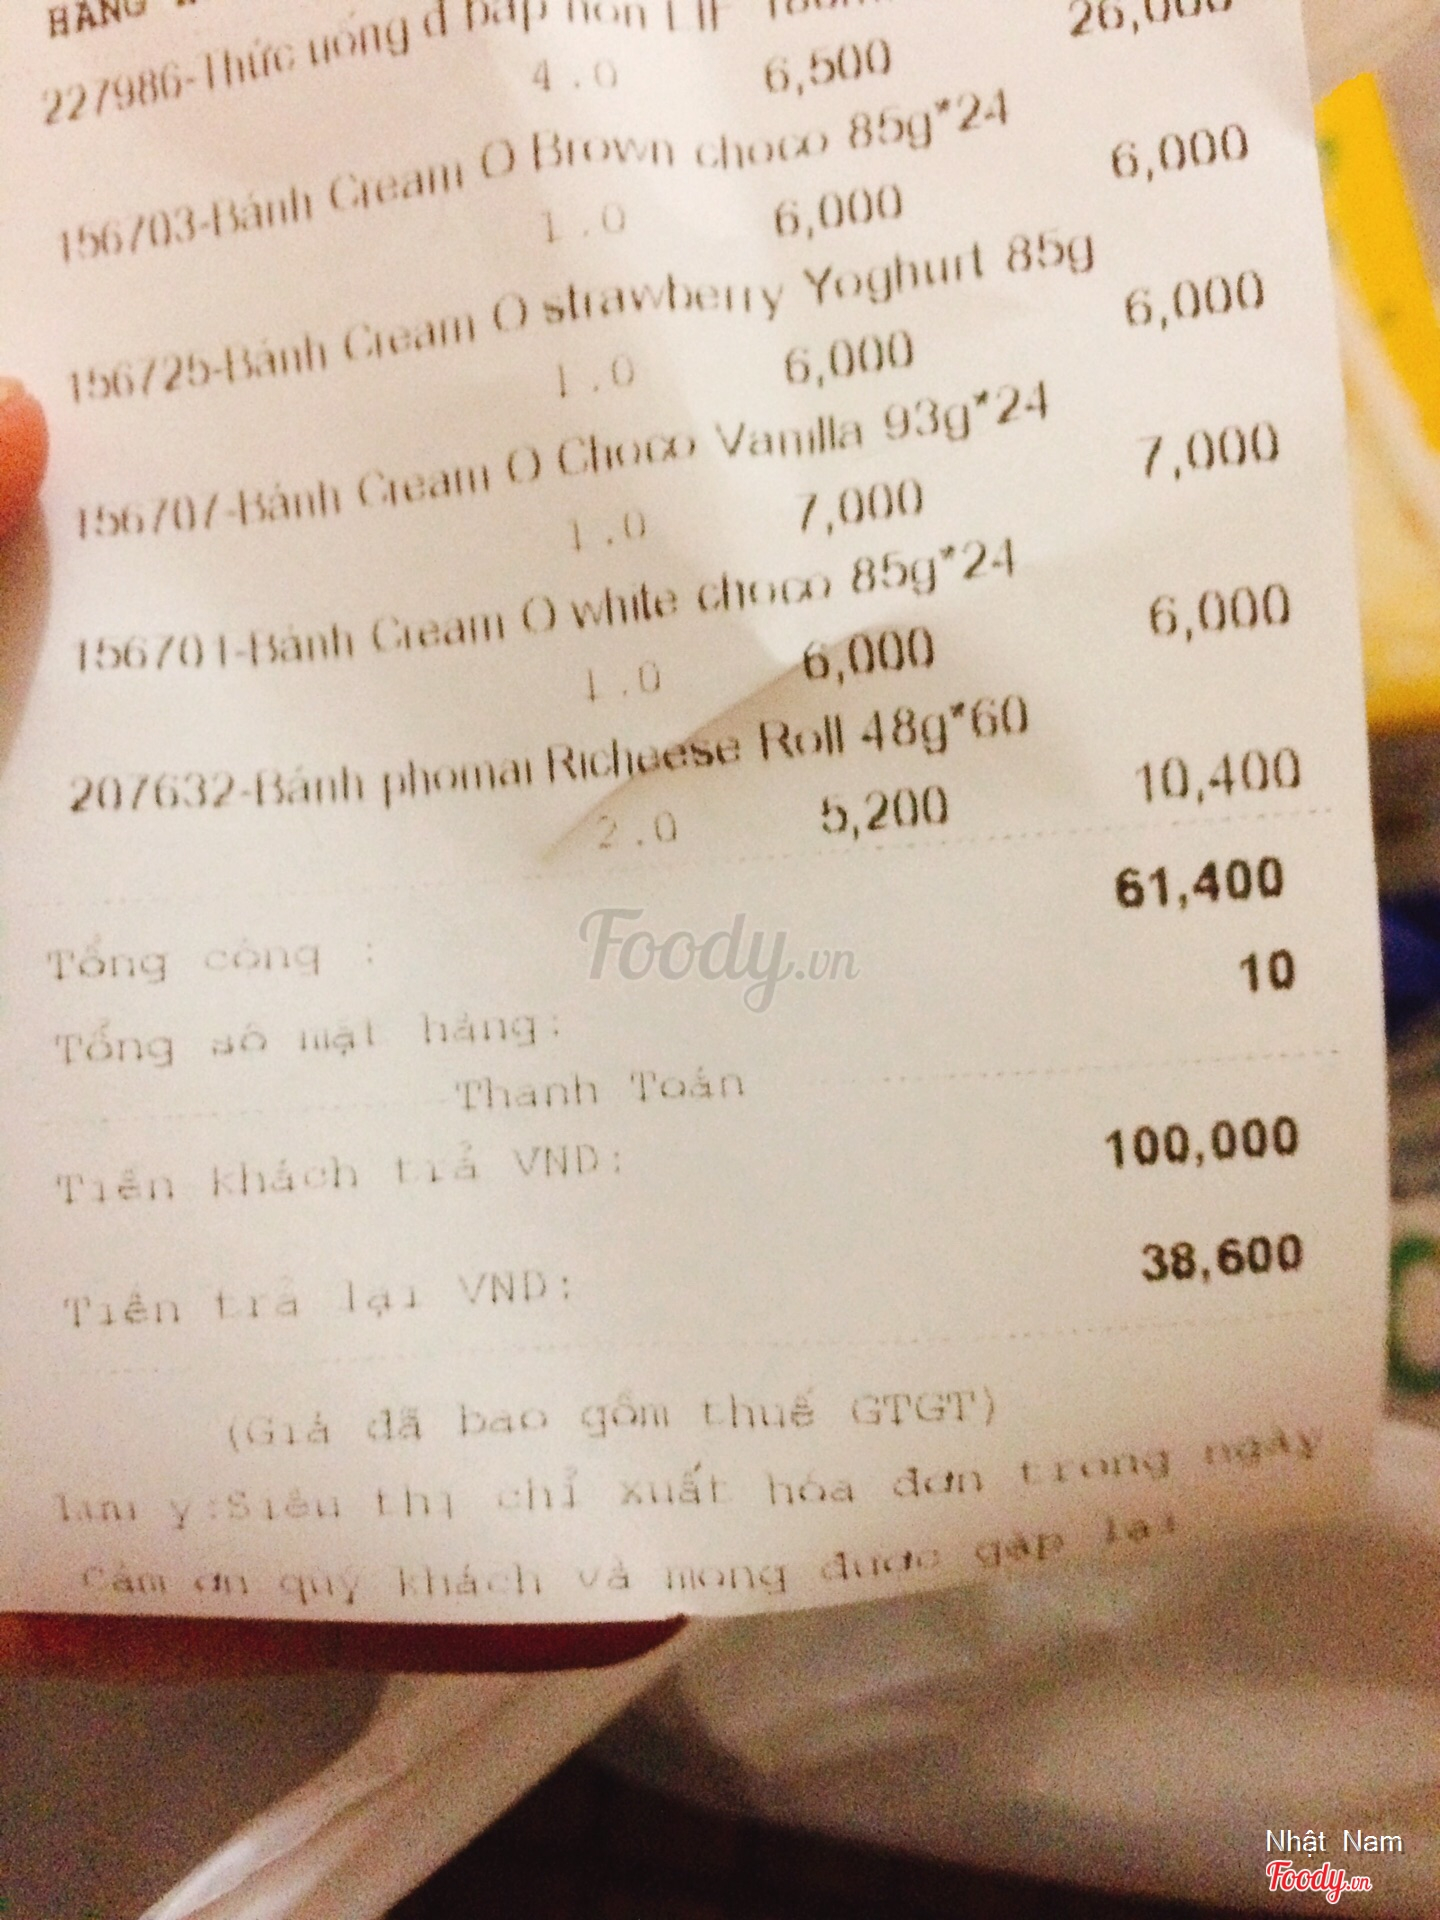 227986-Thức uống
4.0 6,500 26,000
156703-Bánh Cream O Brown choco 85g*24
1.0 6,000 6,000
156725-Bánh Cream O strawberry Yoghurt 85g
1.0 6,000 6,000
156707-Bánh Cream O Choco Vanilla 93g*24
1.0 7,000 7,000
156701-Bánh Cream O white choco 85g*24
1.0 6,000 6,000
207632-Bánh phomai Richeese Roll 48g*60
2.0 5,200 10,400
Tổng cộng : 61,400
Tổng số mặt hàng: 10
Thanh Toán
Tiền khách trả VND: 100,000
Tiền trả lại VND: 38,600
(Giá đã bao gồm thuế GTGT)
Lưu ý:Siêu thị chỉ xuất hóa đơn trong ngày
Cảm ơn quý khách và mong được gặp lại
Foody.vn
Nhật Nam
Foody.vn